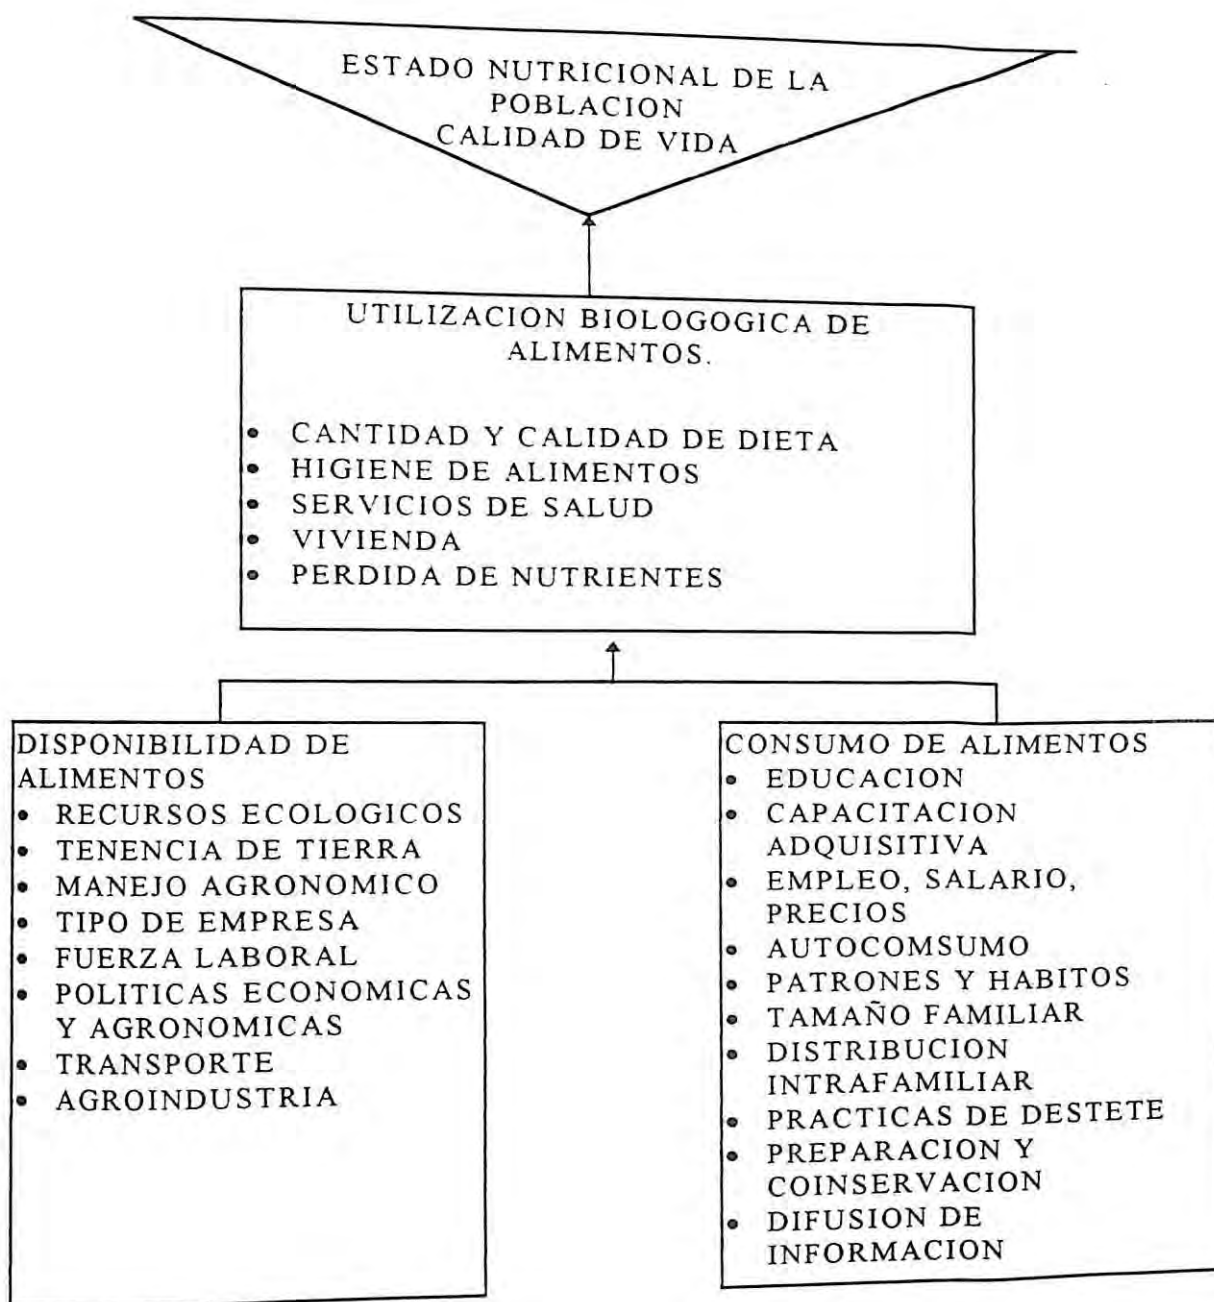 ESTADO NUTRICIONAL DE LA
POBLACION
CALIDAD DE VIDA
UTILIZACION BIOLOGOGICA DE
ALIMENTOS.
• CANTIDAD Y CALIDAD DE DIETA
• HIGIENE DE ALIMENTOS
• SERVICIOS DE SALUD
• VIVIENDA
• PERDIDA DE NUTRIENTES
DISPONIBILIDAD DE
ALIMENTOS
• RECURSOS ECOLOGICOS
• TENENCIA DE TIERRA
• MANEJO AGRONOMICO
• TIPO DE EMPRESA
• FUERZA LABORAL
• POLITICAS ECONOMICAS
Y AGRONOMICAS
• TRANSPORTE
• AGROINDUSTRIA
CONSUMO DE ALIMENTOS
• EDUCACION
• CAPACITACION
ADQUISITIVA
• EMPLEO, SALARIO,
PRECIOS
• AUTOCOMSUMO
• PATRONES Y HABITOS
• TAMAÑO FAMILIAR
• DISTRIBUCION
INTRAFAMILIAR
• PRACTICAS DE DESTETE
• PREPARACION Y
COINSERVACION
• DIFUSION DE
INFORMACION